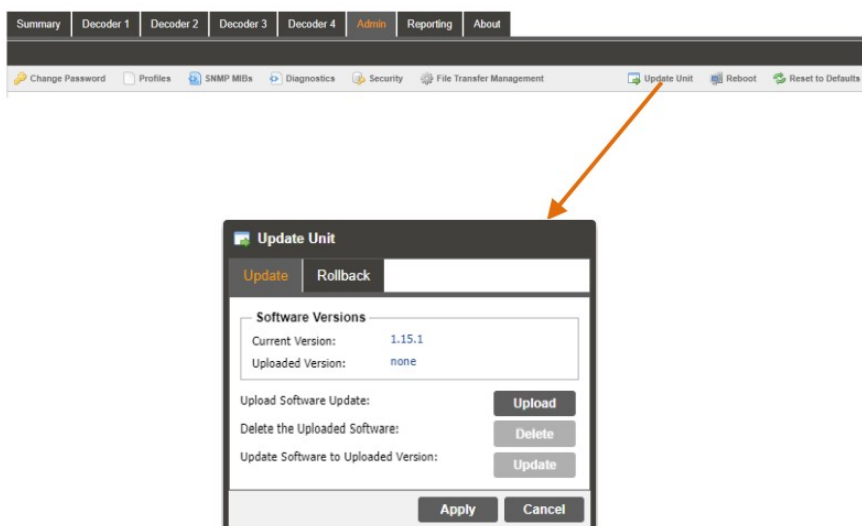 Summary Decoder 1 Decoder 2 Decoder 3 Decoder 4 Admin Reporting About
Change Password Profiles SNMP MIBs Diagnostics Security File Transfer Management Update Unit Reboot Reset to Defaults
Update Unit
Update Rollback
Software Versions
Current Version: 1.15.1
Uploaded Version: none
Upload Software Update: Upload
Delete the Uploaded Software: Delete
Update Software to Uploaded Version: Update
Apply Cancel